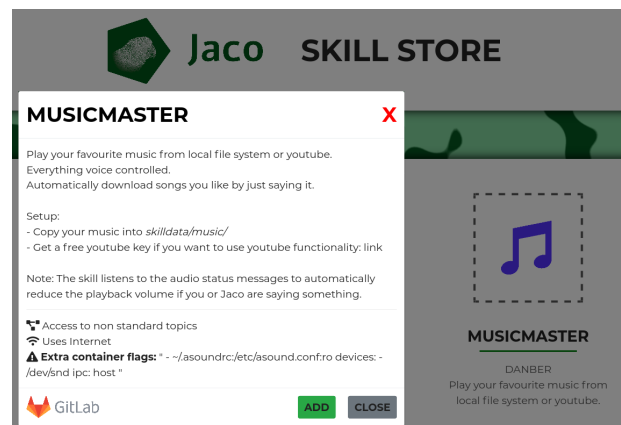 Jaco SKILL STORE
MUSICMASTER X
Play your favourite music from local file system or youtube.
Everything voice controlled.
Automatically download songs you like by just saying it.
Setup:
- Copy your music into skilldata/music/
- Get a free youtube key if you want to use youtube functionality: link
Note: The skill listens to the audio status messages to automatically
reduce the playback volume if you or Jaco are saying something.
Access to non standard topics
Uses Internet
Extra container flags: " - ~/.asoundrc:/etc/asound.conf:ro devices: -
/dev/snd ipc: host "
GitLab ADD CLOSE
MUSICMASTER
DANBER
Play your favourite music from
local file system or youtube.